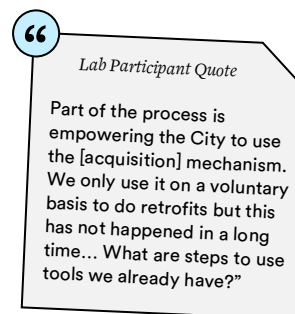 “
Lab Participant Quote
Part of the process is
empowering the City to use
the [acquisition] mechanism.
We only use it on a voluntary
basis to do retrofits but this
has not happened in a long
time... What are steps to use
tools we already have?”